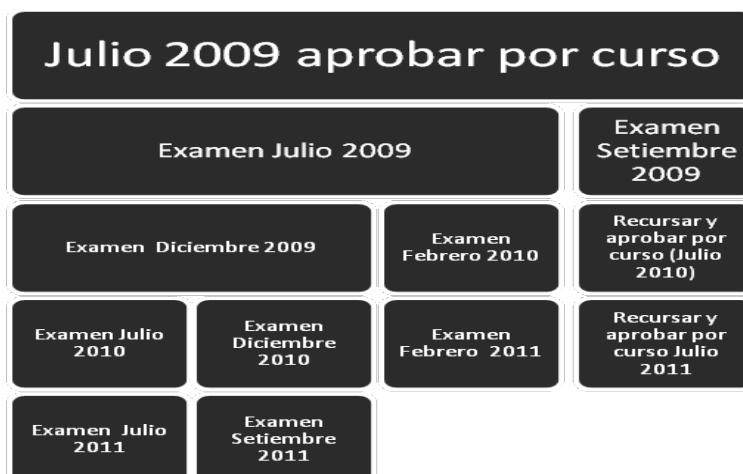 Julio 2009 aprobar por curso
Examen Julio 2009
Examen
Setiembre
2009
Examen Diciembre 2009
Examen
Febrero 2010
Recursar y
aprobar por
curso (Julio
2010)
Examen Julio
2010
Examen
Diciembre
2010
Examen
Febrero 2011
Recursar y
aprobar por
curso Julio
2011
Examen Julio
2011
Examen
Setiembre
2011